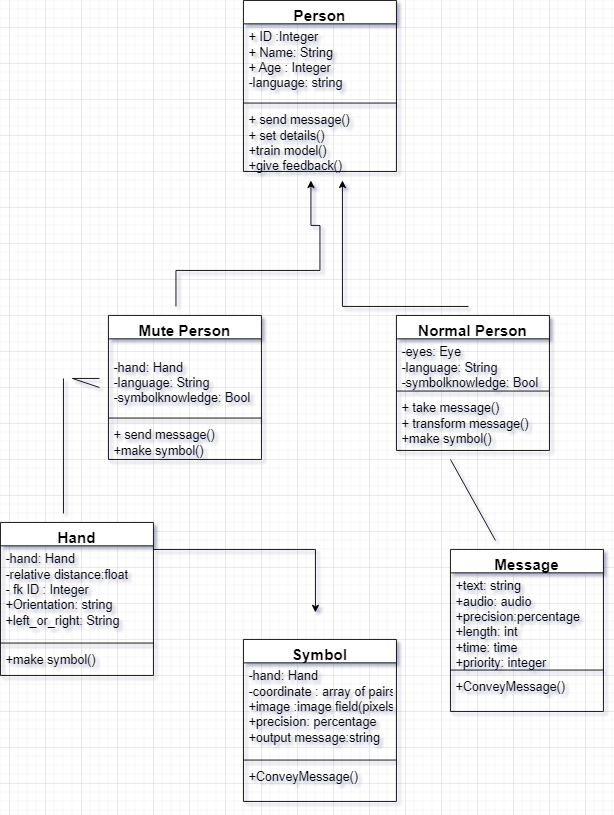 Person
+ ID :Integer
+ Name: String
+ Age : Integer
-language: string
+ send message()
+ set details()
+train model()
+give feedback()
Mute Person
-hand: Hand
-language: String
-symbolknowledge: Bool
+ send message()
+make symbol()
Normal Person
-eyes: Eye
-language: String
-symbolknowledge: Bool
+ take message()
+ transform message()
+make symbol()
Hand
-hand: Hand
-relative distance:float
- fk ID : Integer
+Orientation: string
+left_or_right: String
+make symbol()
Symbol
-hand: Hand
-coordinate : array of pairs
+image :image field(pixels
+precision: percentage
+output message:string
+ConveyMessage()
Message
+text: string
+audio: audio
+precision:percentage
+length: int
+time: time
+priority: integer
+ConveyMessage()